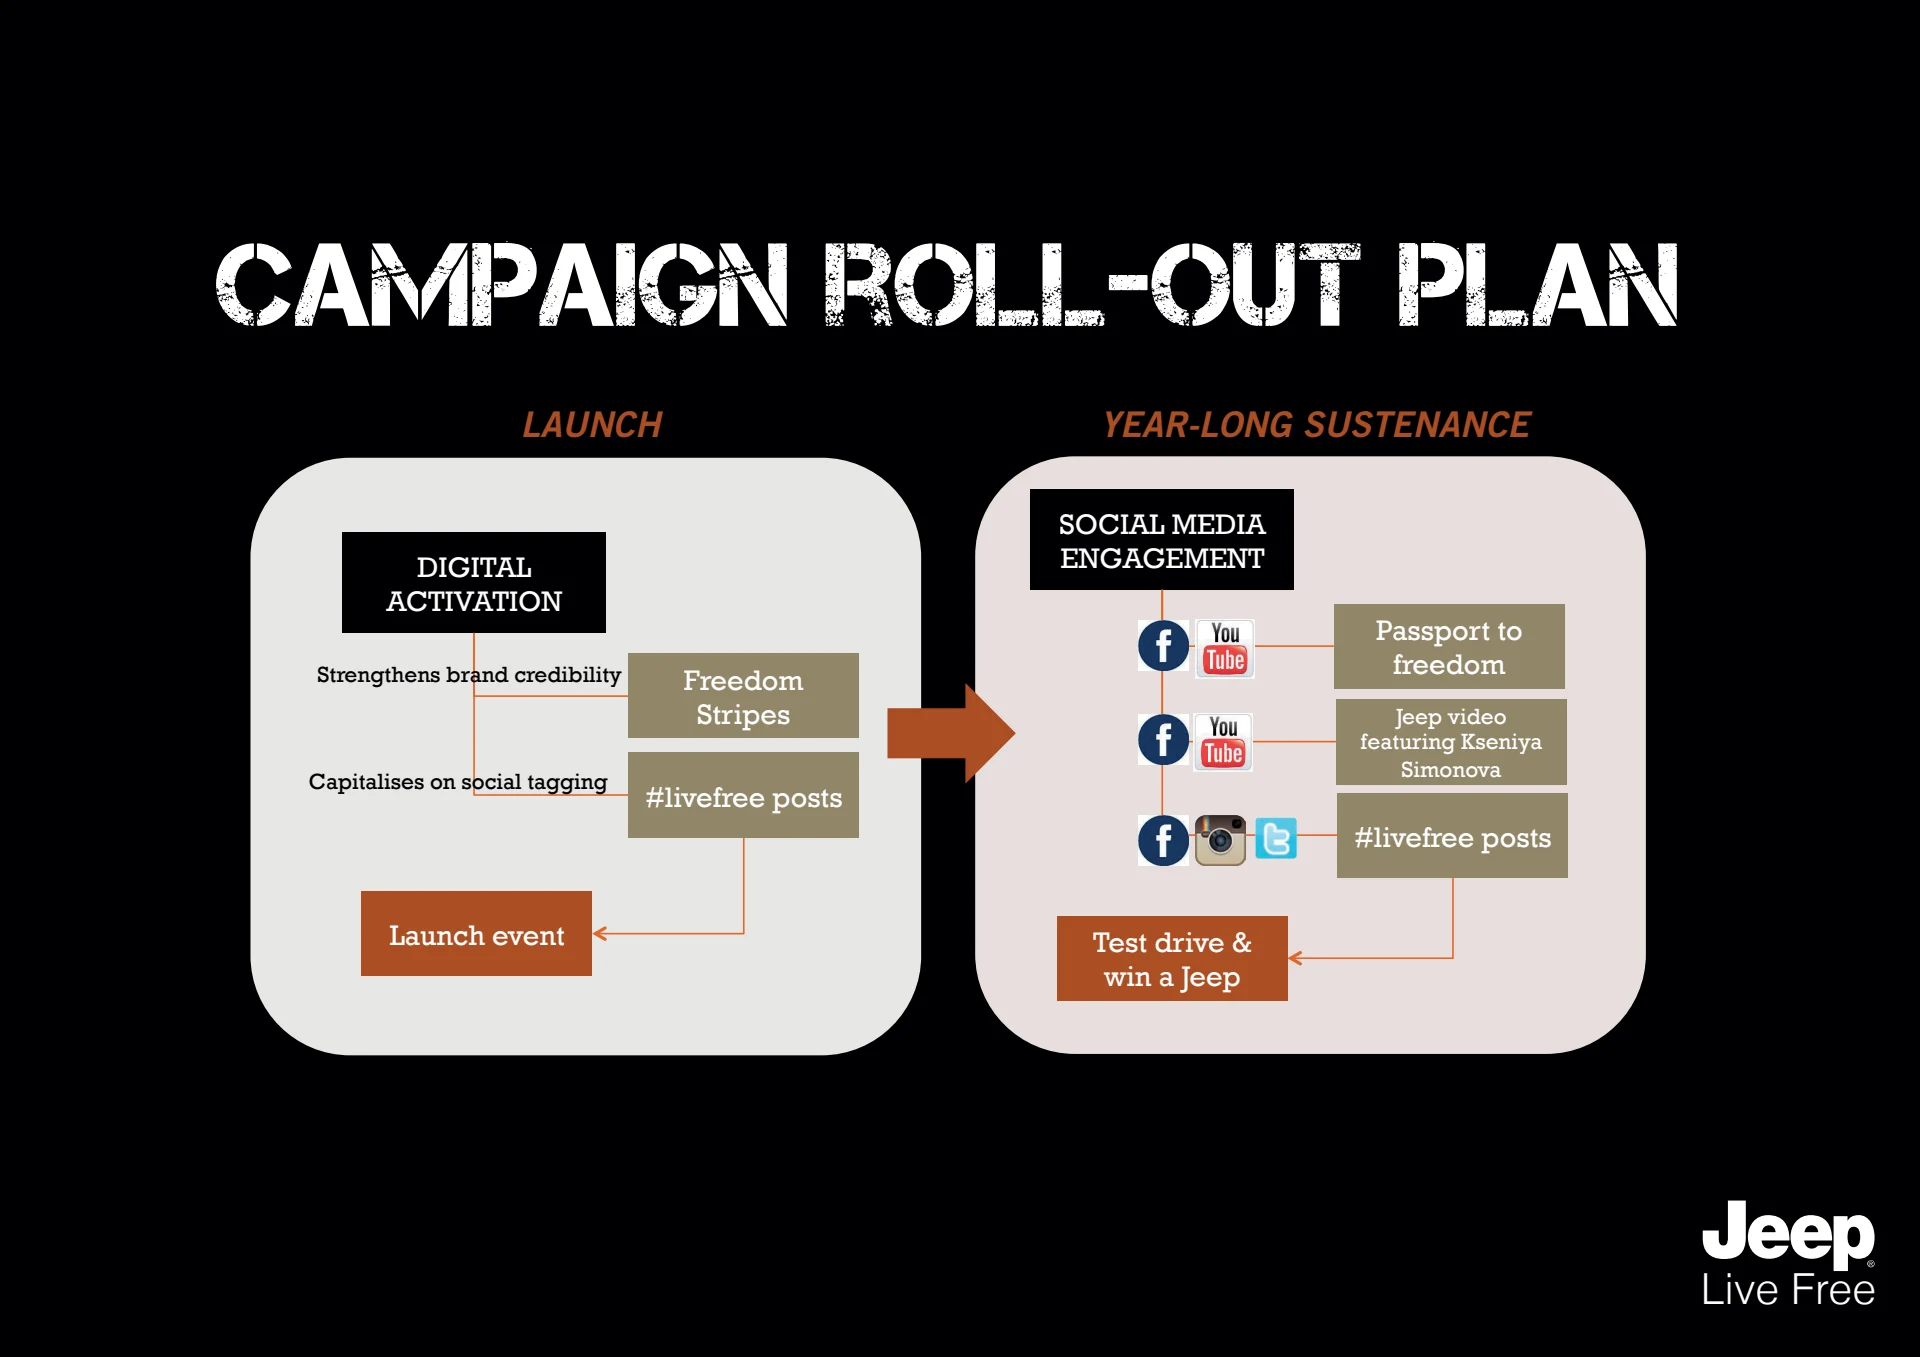 CAMPAIGN ROLL-OUT PLAN
LAUNCH
DIGITAL
ACTIVATION
Strengthens brand credibility
Freedom
Stripes
Capitalises on social tagging
#livefree posts
Launch event
YEAR-LONG SUSTENANCE
SOCIAL MEDIA
ENGAGEMENT
f
You
Tube
Passport to
freedom
f
You
Tube
Jeep video
featuring Kseniya
Simonova
f
t
#livefree posts
Test drive &
win a Jeep
Jeep®
Live Free